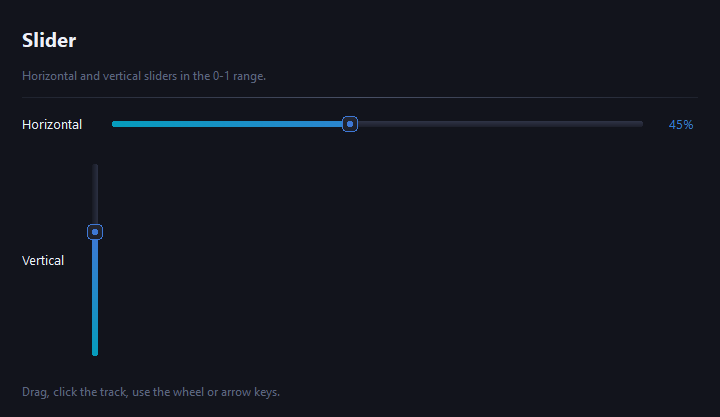 Slider
Horizontal and vertical sliders in the 0-1 range.
Horizontal 45%
Vertical
Drag, click the track, use the wheel or arrow keys.